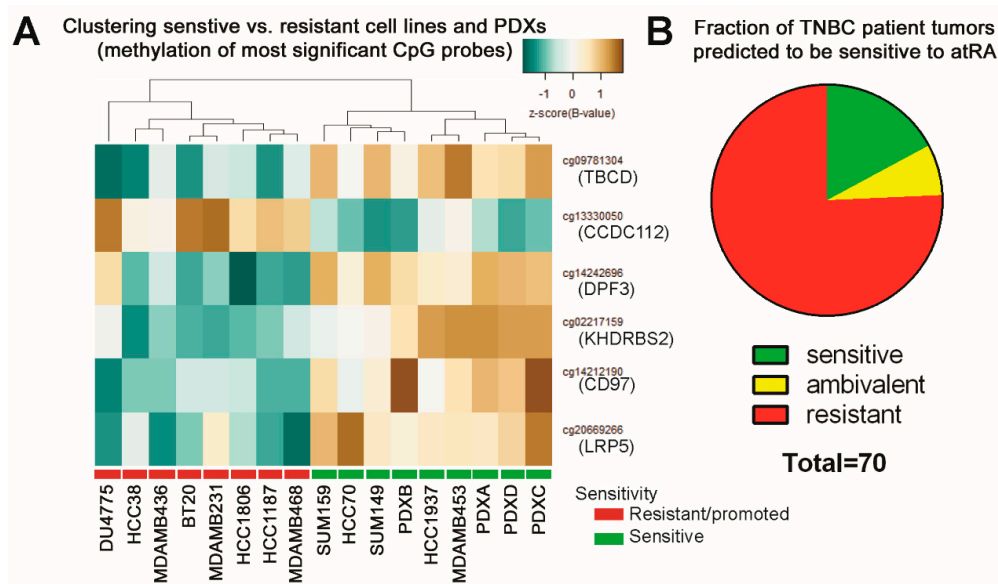 A
Clustering senstive vs. resistant cell lines and PDXs
(methylation of most significant CpG probes)
-1 0 1
z-score(B-value)
cg09781304
(TBCD)
cg13330050
(CCDC112)
cg14242696
(DPF3)
cg02217159
(KHDRBS2)
cg14212190
(CD97)
cg20669266
(LRP5)
DU4775
HCC38
MDAMB436
BT20
MDAMB231
HCC1806
HCC1187
MDAMB468
SUM159
HCC70
SUM149
PDXB
HCC1937
MDAMB453
PDXA
PDXD
PDXC
Sensitivity
Resistant/promoted
Sensitive
B
Fraction of TNBC patient tumors
predicted to be sensitive to atRA
sensitive
ambivalent
resistant
Total=70